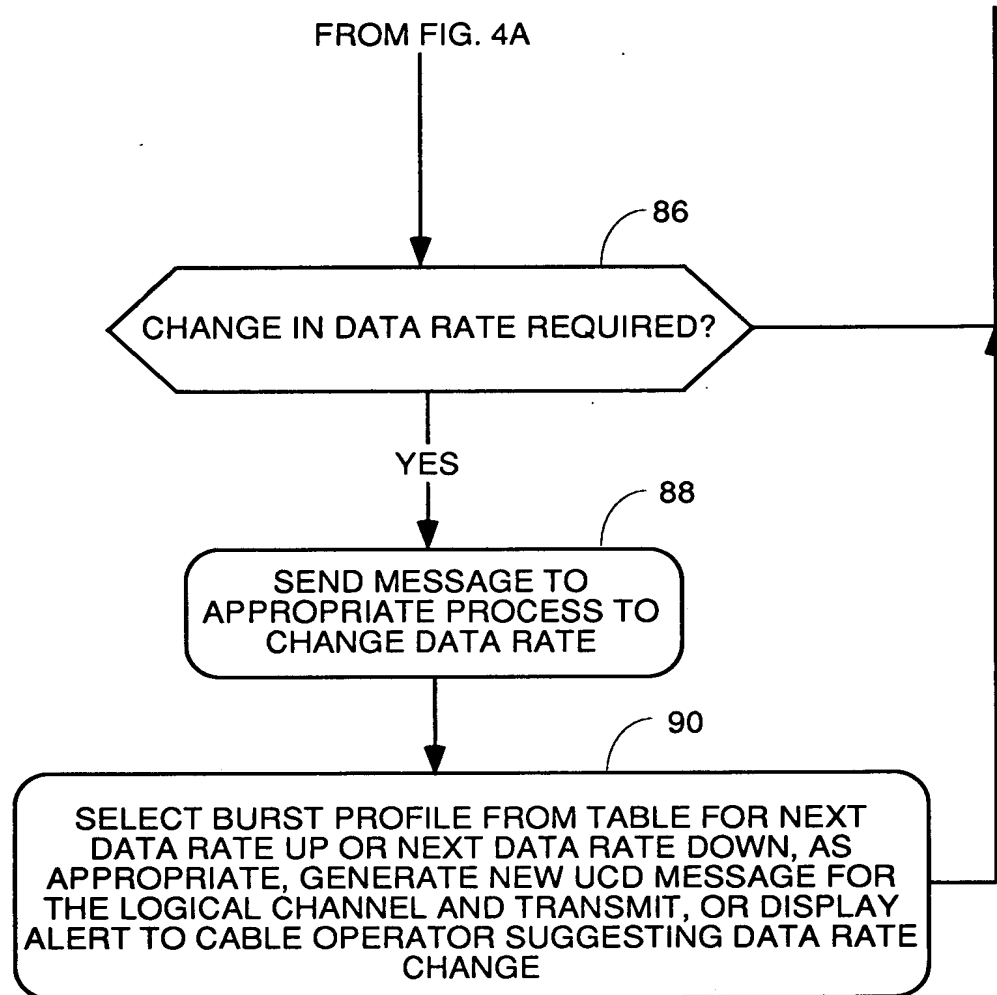 FROM FIG. 4A
86
CHANGE IN DATA RATE REQUIRED?
YES
88
SEND MESSAGE TO
APPROPRIATE PROCESS TO
CHANGE DATA RATE
90
SELECT BURST PROFILE FROM TABLE FOR NEXT
DATA RATE UP OR NEXT DATA RATE DOWN, AS
APPROPRIATE, GENERATE NEW UCD MESSAGE FOR
THE LOGICAL CHANNEL AND TRANSMIT, OR DISPLAY
ALERT TO CABLE OPERATOR SUGGESTING DATA RATE
CHANGE